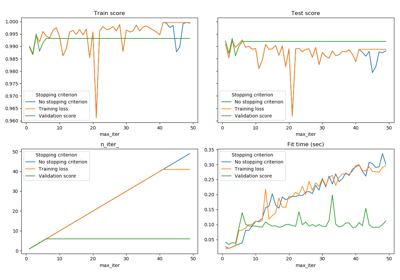 Train score
Test score
1.000
0.995
0.990
0.985
0.980
0.975
0.970
0.965
0.960
Stopping criterion
No stopping criterion
Training loss
Validation score
Stopping criterion
No stopping criterion
Training loss
Validation score
0 10 20 30 40 50
max_iter
0 10 20 30 40 50
max_iter
n_iter_
Fit time (sec)
50
40
30
20
10
0
Stopping criterion
No stopping criterion
Training loss
Validation score
0.35
0.30
0.25
0.20
0.15
0.10
0.05
Stopping criterion
No stopping criterion
Training loss
Validation score
0 10 20 30 40 50
max_iter
0 10 20 30 40 50
max_iter